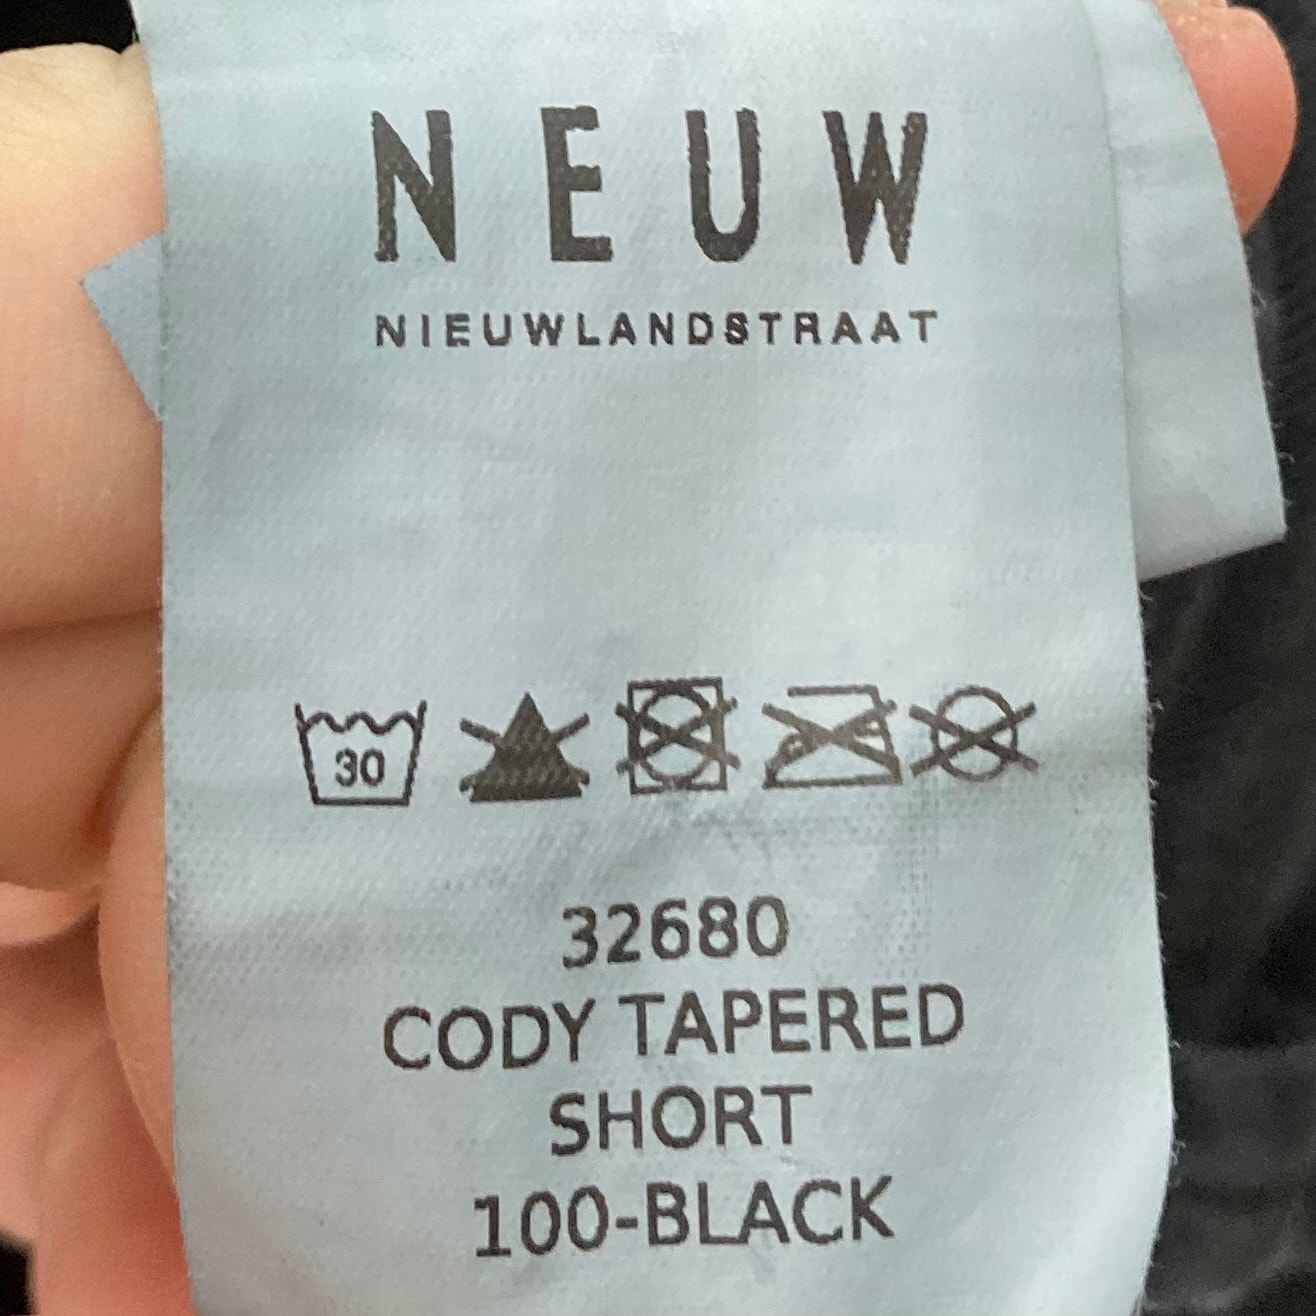 NEUW
NIEUWLANDSTRAAT
30
32680
CODY TAPERED
SHORT
100-BLACK